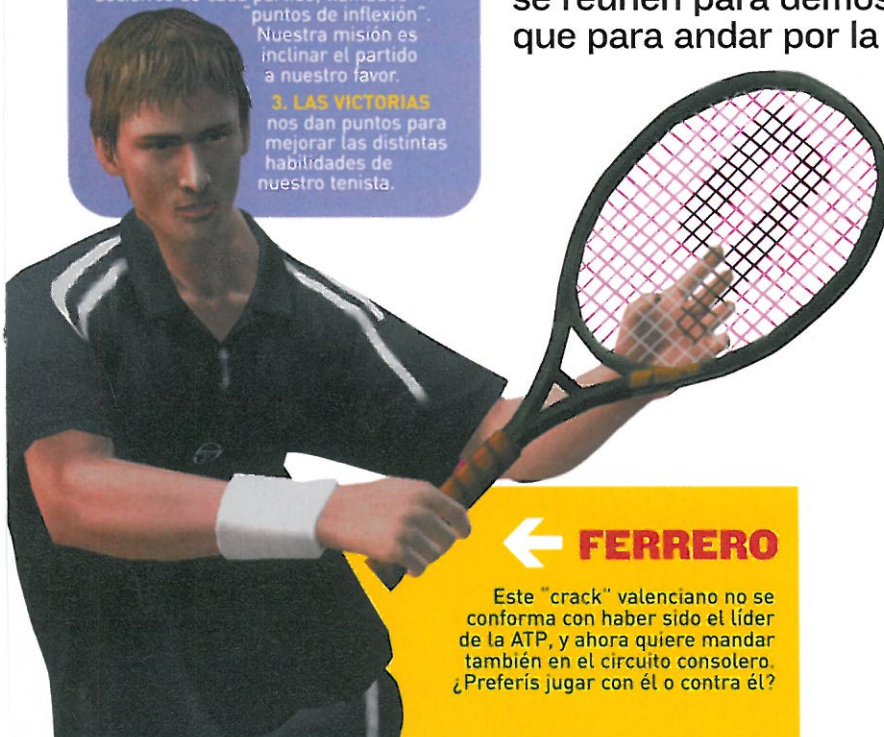 "puntos de inflexión".
Nuestra misión es
inclinar el partido
a nuestro favor.
3. LAS VICTORIAS
nos dan puntos para
mejorar las distintas
habilidades de
nuestro tenista.
que para andar por la
FERRERO
Este "crack" valenciano no se
conforma con haber sido el líder
de la ATP, y ahora quiere mandar
también en el circuito consolero.
¿Preferís jugar con él o contra él?